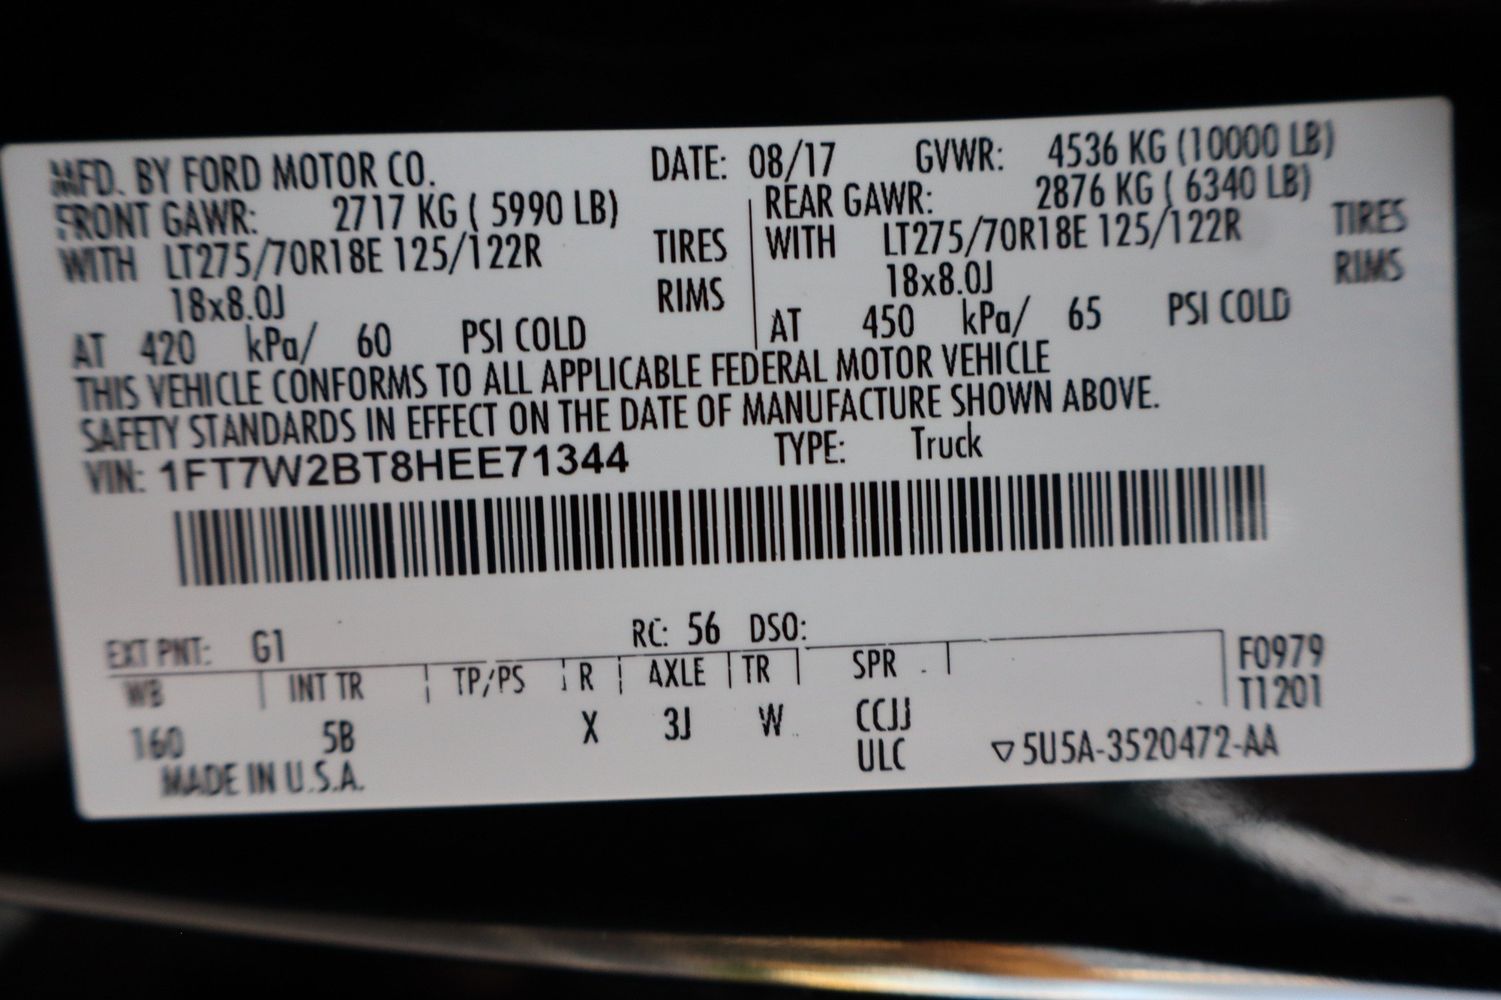 MFD. BY FORD MOTOR CO. DATE: 08/17 GVWR: 4536 KG (10000 LB)
FRONT GAWR: 2717 KG ( 5990 LB) REAR GAWR: 2876 KG ( 6340 LB)
WITH LT275/70R18E 125/122R TIRES WITH LT275/70R18E 125/122R TIRES
18x8.0J RIMS 18x8.0J RIMS
AT 420 kPa/ 60 PSI COLD AT 450 kPa/ 65 PSI COLD
THIS VEHICLE CONFORMS TO ALL APPLICABLE FEDERAL MOTOR VEHICLE
SAFETY STANDARDS IN EFFECT ON THE DATE OF MANUFACTURE SHOWN ABOVE.
VIN: 1FT7W2BT8HEE71344 TYPE: Truck
EXT PNT: G1 RC: 56 DSO:
WB INT TR TP/PS R AXLE TR SPR F0979
T1201
160 5B X 3J W CCJJ
ULC ▽5U5A-3520472-AA
MADE IN U.S.A.